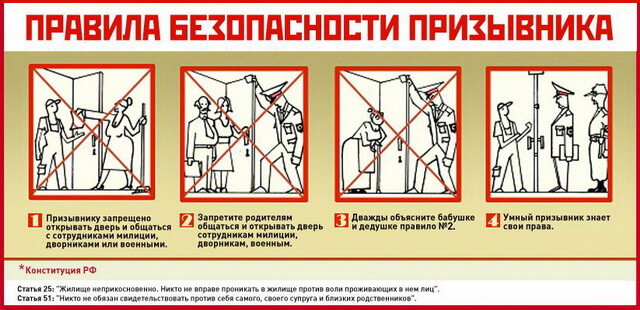 ПРАВИЛА БЕЗОПАСНОСТИ ПРИЗЫВНИКА
1 Призывнику запрещено
открывать дверь и общаться
с сотрудниками милиции,
дворниками или военными.
2 Запретите родителям
общаться и открывать дверь
сотрудникам милиции,
дворникам, военным.
3 Дважды объясните бабушке
и дедушке правило №2.
4 Умный призывник знает
свои права.
*Конституция РФ
Статья 25: "Жилище неприкосновенно. Никто не вправе проникать в жилище против воли проживающих в нем лиц".
Статья 51: "Никто не обязан свидетельствовать против себя самого, своего супруга и близких родственников".